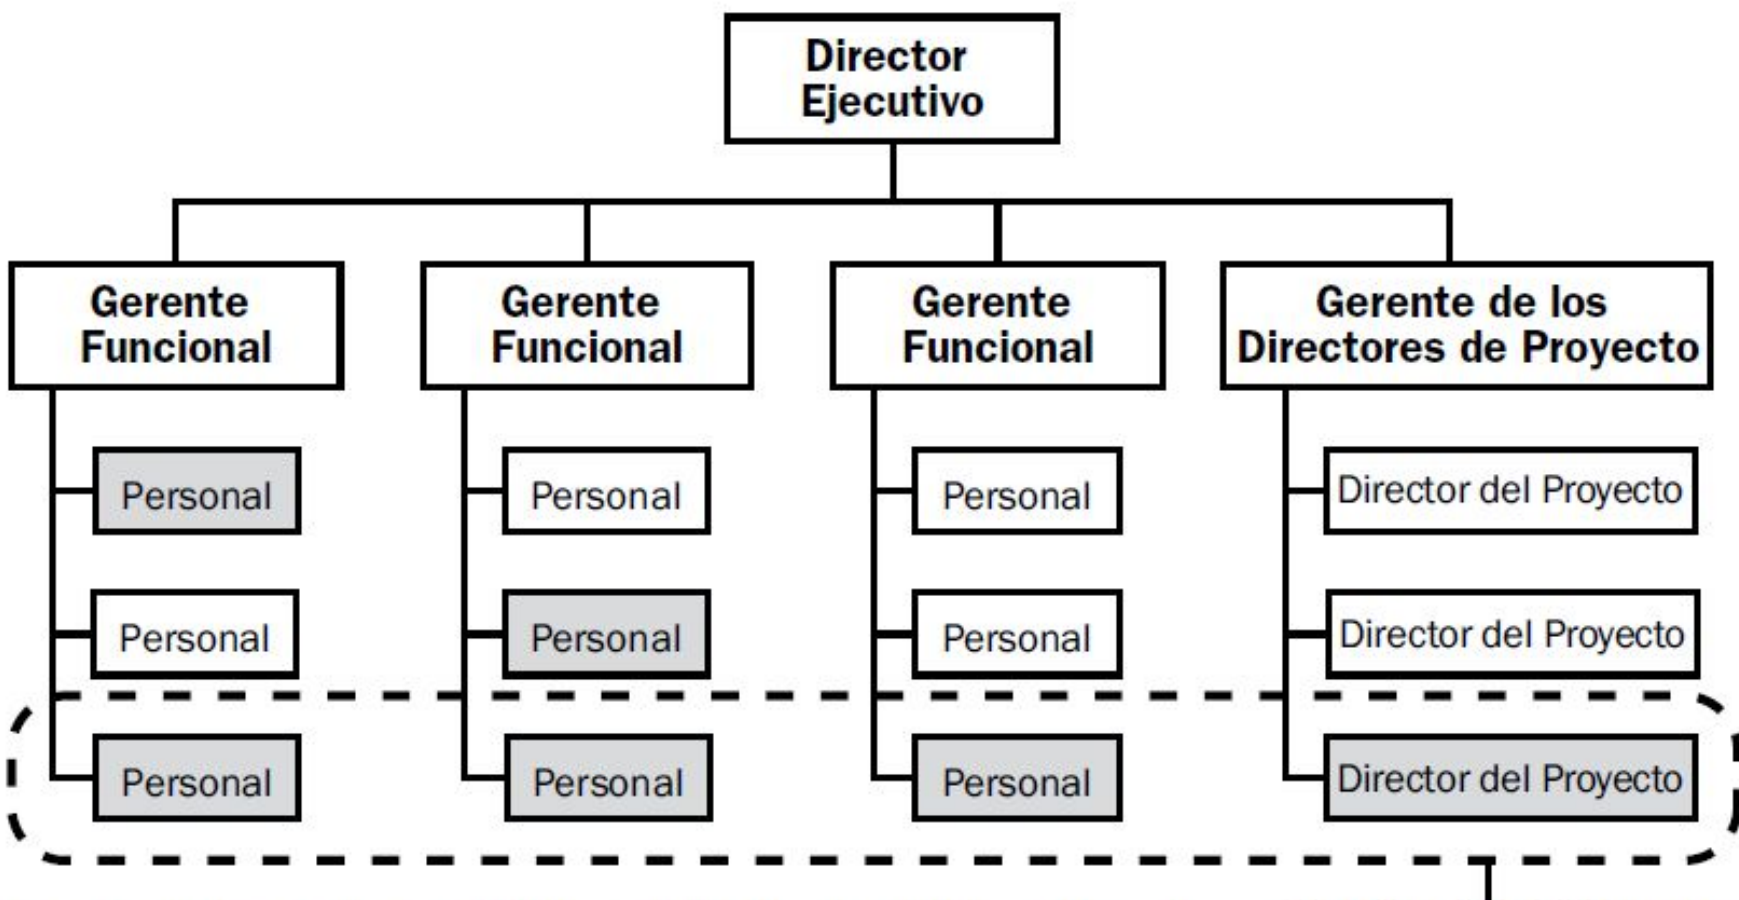 Director
Ejecutivo
Gerente
Funcional
Gerente
Funcional
Gerente
Funcional
Gerente de los
Directores de Proyecto
Personal
Personal
Personal
Director del Proyecto
Personal
Personal
Personal
Director del Proyecto
Personal
Personal
Personal
Director del Proyecto